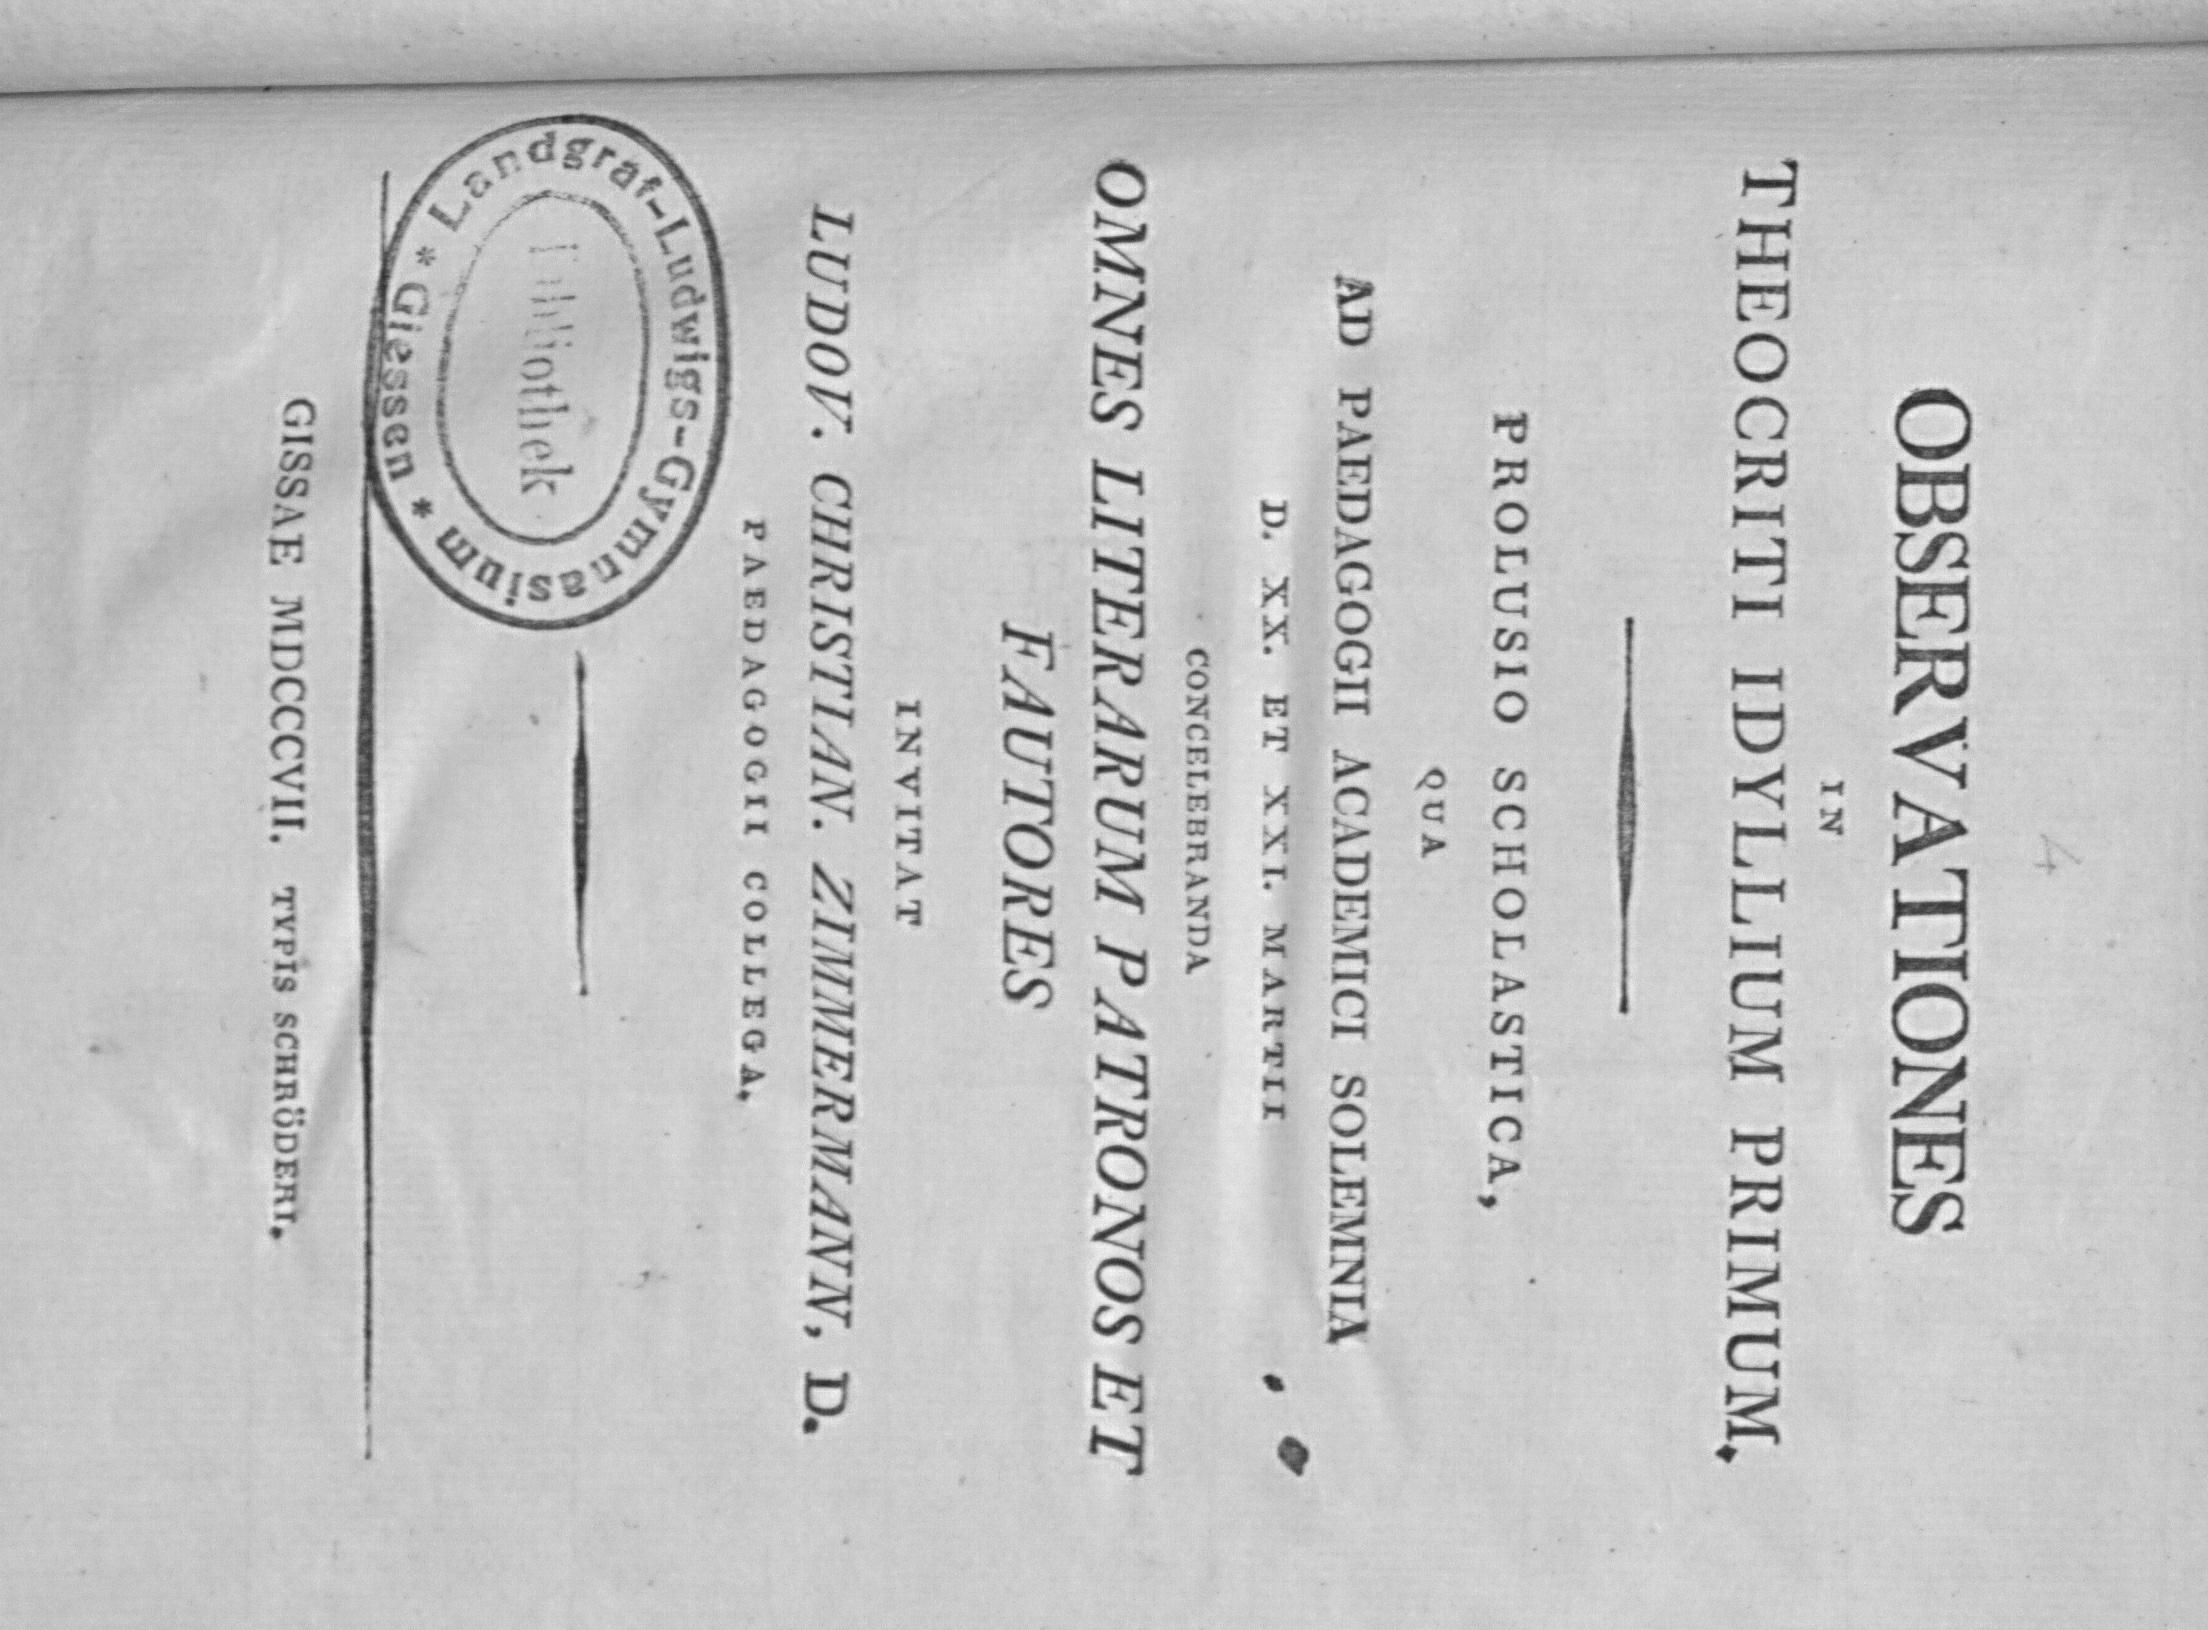 4
OBSERVATIONES
IN
THEOCRITI IDYLLIUM PRIMUM.
PROLUSIO SCHOLASTICA,
QUA
AD PAEDAGOGII ACADEMICI SOLEMNIA
D. XX. ET XXI. MARTII
CONCELEBRANDA
OMNES LITERARUM PATRONOS ET
FAUTORES
INVITAT
LUDOV. CHRISTIAN. ZIMMERMANN, D.
PAEDAGOGII COLLEGA.
Landgraf-Ludwigs-Gymnasium
Bibliothek
* Giessen *
GISSAE MDCCCVII. TYPIS SCHRÖDERI.